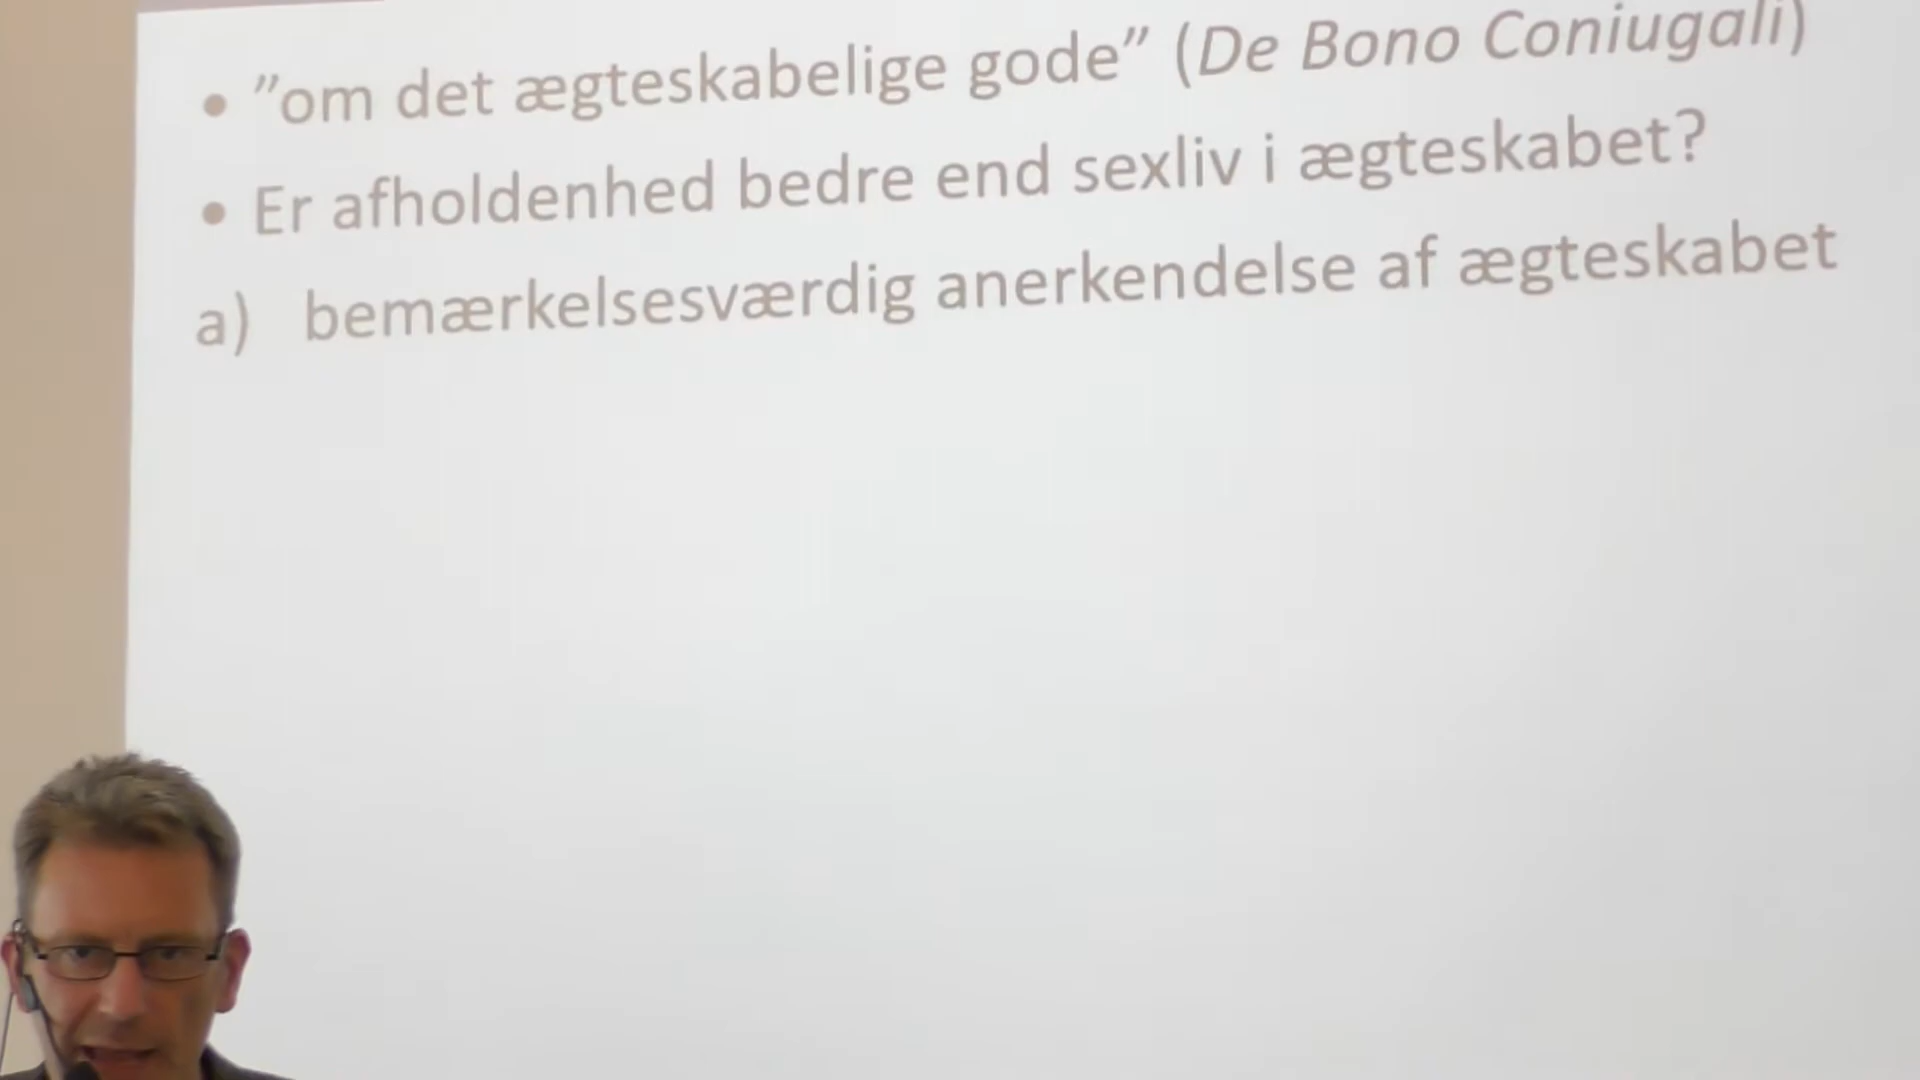 • ”om det ægteskabelige gode” (De Bono Coniugali)
• Er afholdenhed bedre end sexliv i ægteskabet?
a) bemærkelsesværdig anerkendelse af ægteskabet